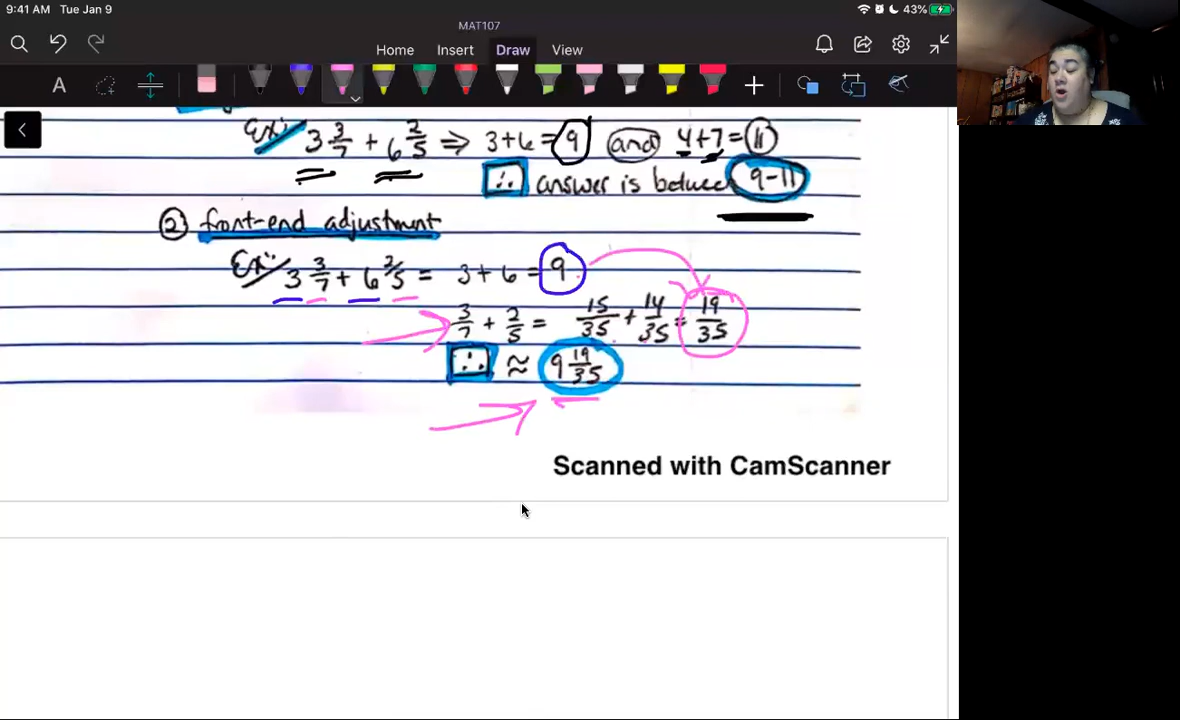 9:41 AM Tue Jan 9
43%
MAT107
Home Insert Draw View
A
Ex:/ 3 3/7 + 6 2/5 ⇒ 3+6=9 and 4+7=11
∴ answer is betwee 9-11
② front-end adjustment
Ex:/ 3 3/7 + 6 2/5 = 3+6=9
3/7 + 2/5 = 15/35 + 14/35 = 19/35
∴ ≈ 9 19/35
Scanned with CamScanner